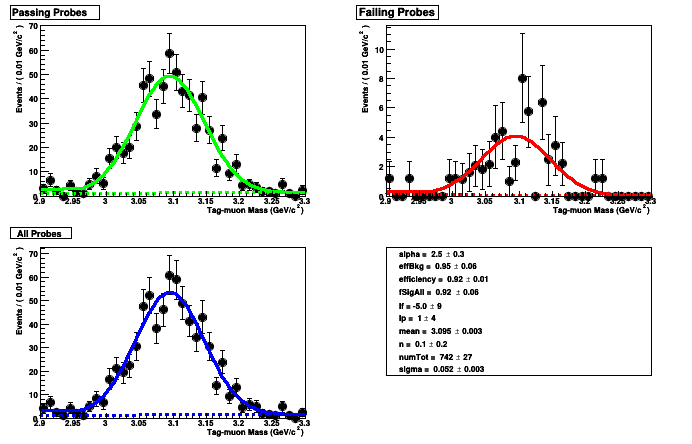 Passing Probes
Events / ( 0.01 GeV/c² )
70
60
50
40
30
20
10
0
2.9 2.95 3 3.05 3.1 3.15 3.2 3.25 3.3
Tag-muon Mass (GeV/c²)
Failing Probes
Events / ( 0.01 GeV/c² )
10
8
6
4
2
0
2.9 2.95 3 3.05 3.1 3.15 3.2 3.25 3.3
Tag-muon Mass (GeV/c²)
All Probes
Events / ( 0.01 GeV/c² )
70
60
50
40
30
20
10
0
2.9 2.95 3 3.05 3.1 3.15 3.2 3.25 3.3
Tag-muon Mass (GeV/c²)
alpha = 2.5 ± 0.3
effBkg = 0.95 ± 0.06
efficiency = 0.92 ± 0.01
fSigAll = 0.92 ± 0.06
lf = -5.0 ± 9
lp = 1 ± 4
mean = 3.095 ± 0.003
n = 0.1 ± 0.2
numTot = 742 ± 27
sigma = 0.052 ± 0.003